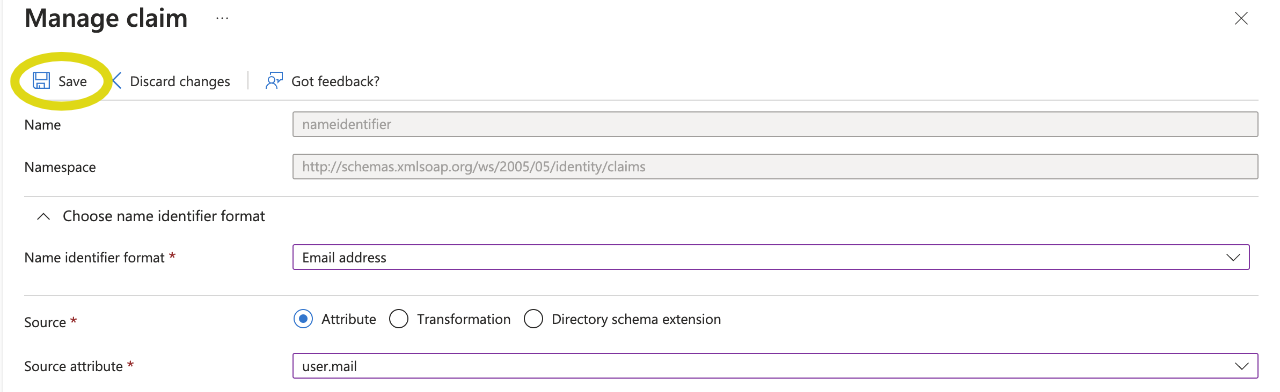 Manage claim ...
Save Discard changes Got feedback?
Name nameidentifier
Namespace http://schemas.xmlsoap.org/ws/2005/05/identity/claims
Choose name identifier format
Name identifier format * Email address
Source * Attribute Transformation Directory schema extension
Source attribute * user.mail